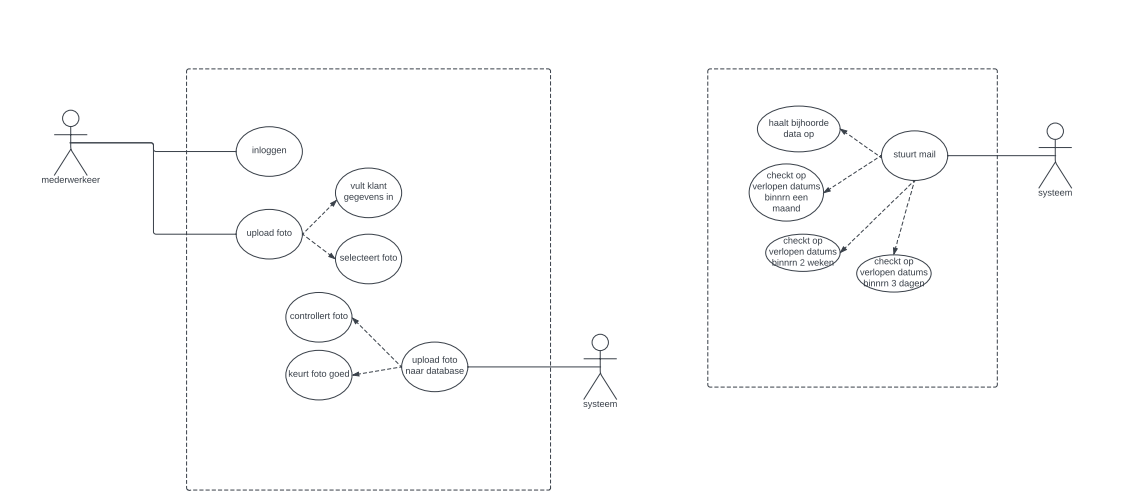 mederwerkeer
inloggen
upload foto
vult klant
gegevens in
selecteert foto
controllert foto
keurt foto goed
upload foto
naar database
systeem
haalt bijhoorde
data op
stuurt mail
checkt op
verlopen datums
binnrn een
maand
checkt op
verlopen datums
binnrn 2 weken
checkt op
verlopen datums
binnrn 3 dagen
systeem